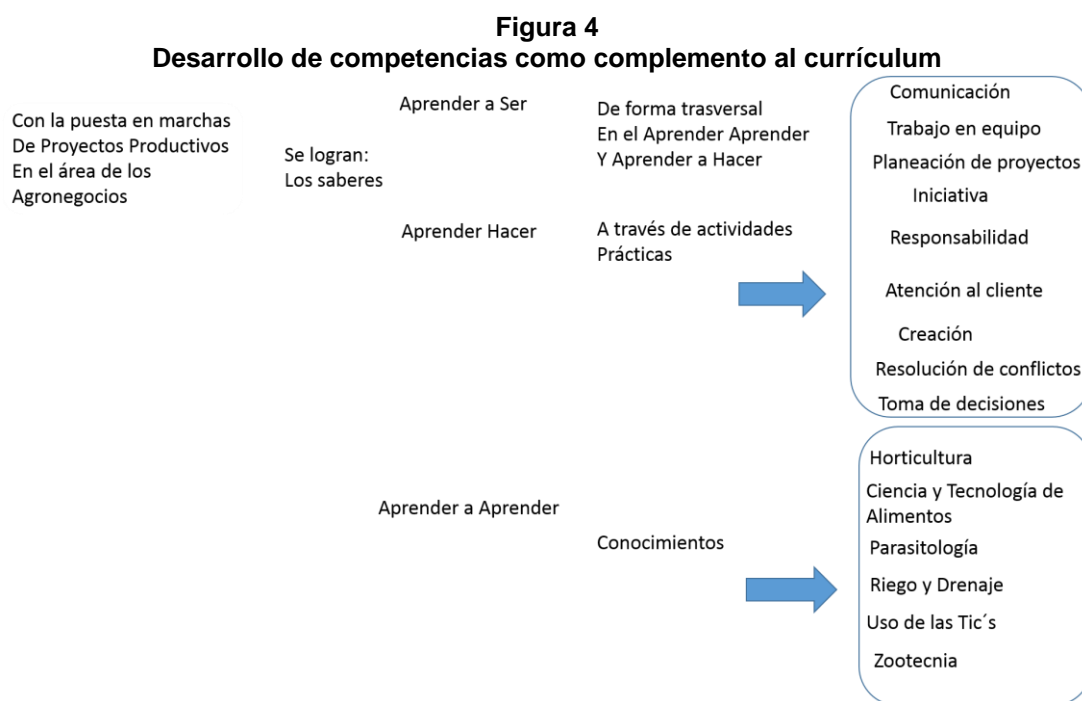 Figura 4
Desarrollo de competencias como complemento al currículum
Con la puesta en marchas
De Proyectos Productivos
En el área de los
Agronegocios
Se logran:
Los saberes
Aprender a Ser
De forma trasversal
En el Aprender Aprender
Y Aprender a Hacer
Aprender Hacer
A través de actividades
Prácticas
Comunicación
Trabajo en equipo
Planeación de proyectos
Iniciativa
Responsabilidad
Atención al cliente
Creación
Resolución de conflictos
Toma de decisiones
Aprender a Aprender
Conocimientos
Horticultura
Ciencia y Tecnología de
Alimentos
Parasitología
Riego y Drenaje
Uso de las Tic´s
Zootecnia